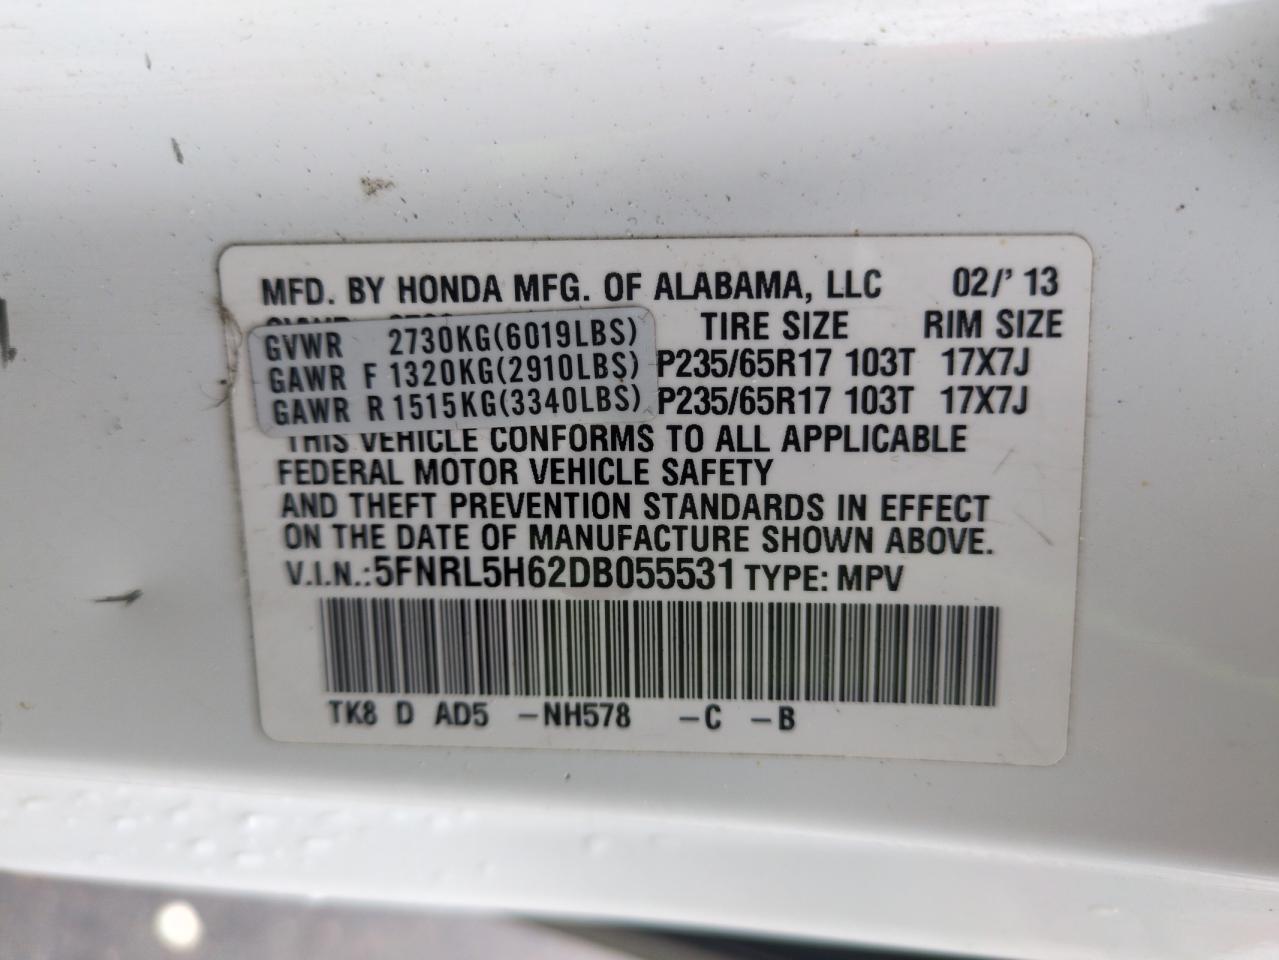 MFD. BY HONDA MFG. OF ALABAMA, LLC 02/'13
TIRE SIZE RIM SIZE
GVWR 2730KG(6019LBS)
GAWR F 1320KG(2910LBS) P235/65R17 103T 17X7J
GAWR R 1515KG(3340LBS) P235/65R17 103T 17X7J
THIS VEHICLE CONFORMS TO ALL APPLICABLE
FEDERAL MOTOR VEHICLE SAFETY
AND THEFT PREVENTION STANDARDS IN EFFECT
ON THE DATE OF MANUFACTURE SHOWN ABOVE.
V.I.N.:5FNRL5H62DB055531 TYPE: MPV
TK8 D AD5 -NH578 -C -B